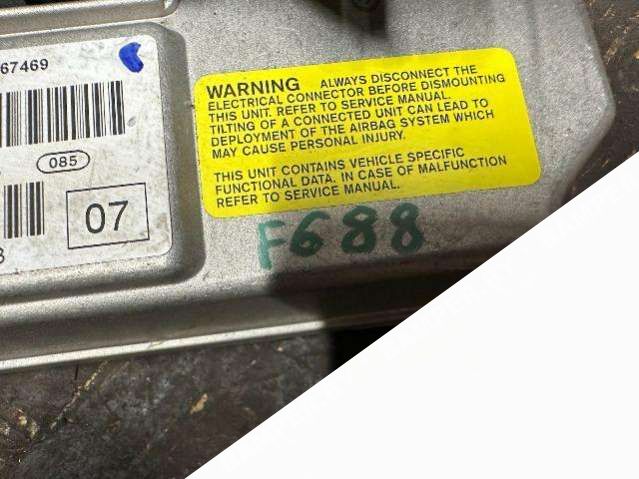 67469
085
07
WARNING ALWAYS DISCONNECT THE
ELECTRICAL CONNECTOR BEFORE DISMOUNTING
THIS UNIT. REFER TO SERVICE MANUAL.
TILTING OF A CONNECTED UNIT CAN LEAD TO
DEPLOYMENT OF THE AIRBAG SYSTEM WHICH
MAY CAUSE PERSONAL INJURY.
THIS UNIT CONTAINS VEHICLE SPECIFIC
FUNCTIONAL DATA. IN CASE OF MALFUNCTION
REFER TO SERVICE MANUAL.
F688